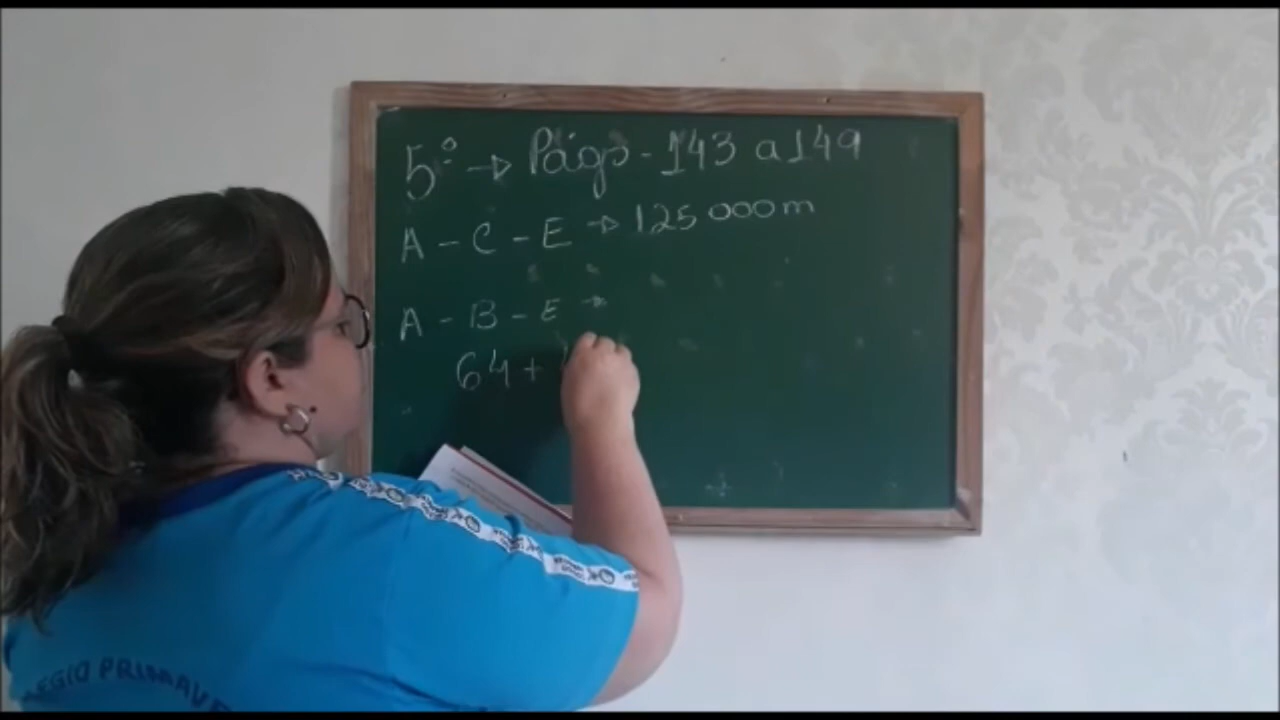 5º → Págs - 143 a 149
A - C - E → 125 000 m
A - B - E →
64 +